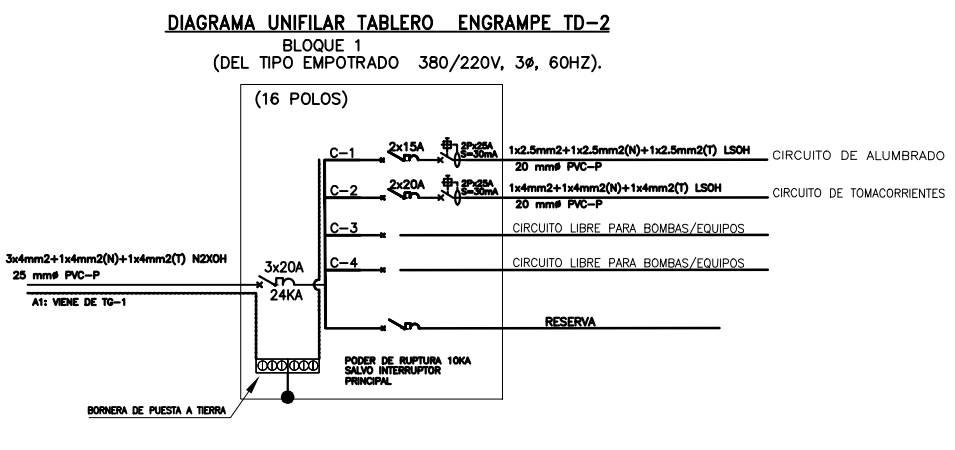 DIAGRAMA UNIFILAR TABLERO ENGRAMPE TD-2
BLOQUE 1
(DEL TIPO EMPOTRADO 380/220V, 3ø, 60HZ).
(16 POLOS)
C-1 2x15A 2Px25A
S=30mA
1x2.5mm2+1x2.5mm2(N)+1x2.5mm2(T) LSOH
20 mmø PVC-P
CIRCUITO DE ALUMBRADO
C-2 2x20A 2Px25A
S=30mA
1x4mm2+1x4mm2(N)+1x4mm2(T) LSOH
20 mmø PVC-P
CIRCUITO DE TOMACORRIENTES
C-3 CIRCUITO LIBRE PARA BOMBAS/EQUIPOS
C-4 CIRCUITO LIBRE PARA BOMBAS/EQUIPOS
3x4mm2+1x4mm2(N)+1x4mm2(T) N2XOH
25 mmø PVC-P
A1: VIENE DE TG-1
3x20A
24KA
RESERVA
PODER DE RUPTURA 10KA
SALVO INTERRUPTOR
PRINCIPAL
BORNERA DE PUESTA A TIERRA